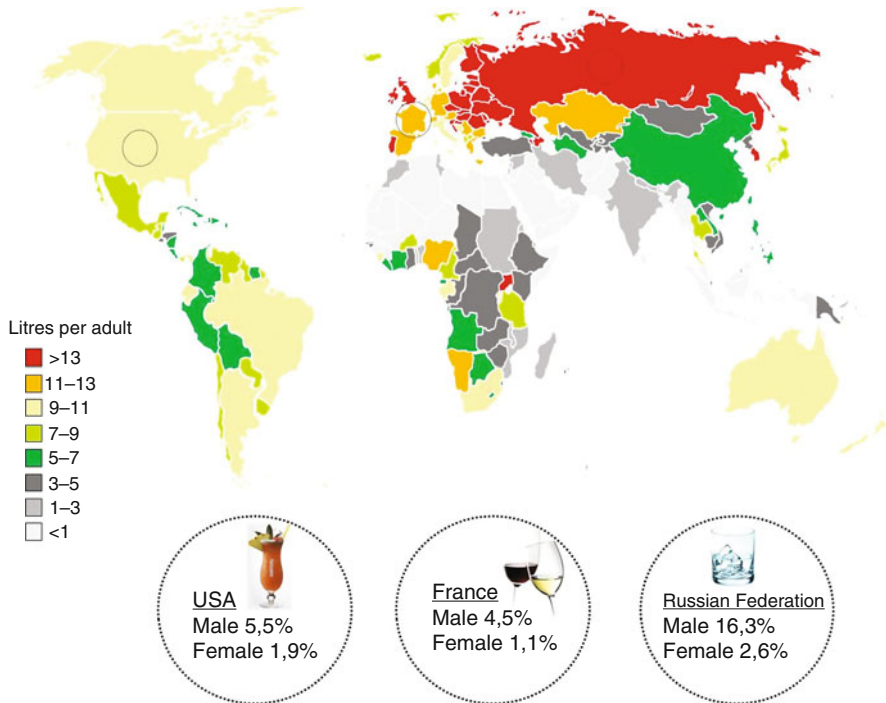 Litres per adult
>13
11–13
9–11
7–9
5–7
3–5
1–3
<1
USA
Male 5,5%
Female 1,9%
France
Male 4,5%
Female 1,1%
Russian Federation
Male 16,3%
Female 2,6%